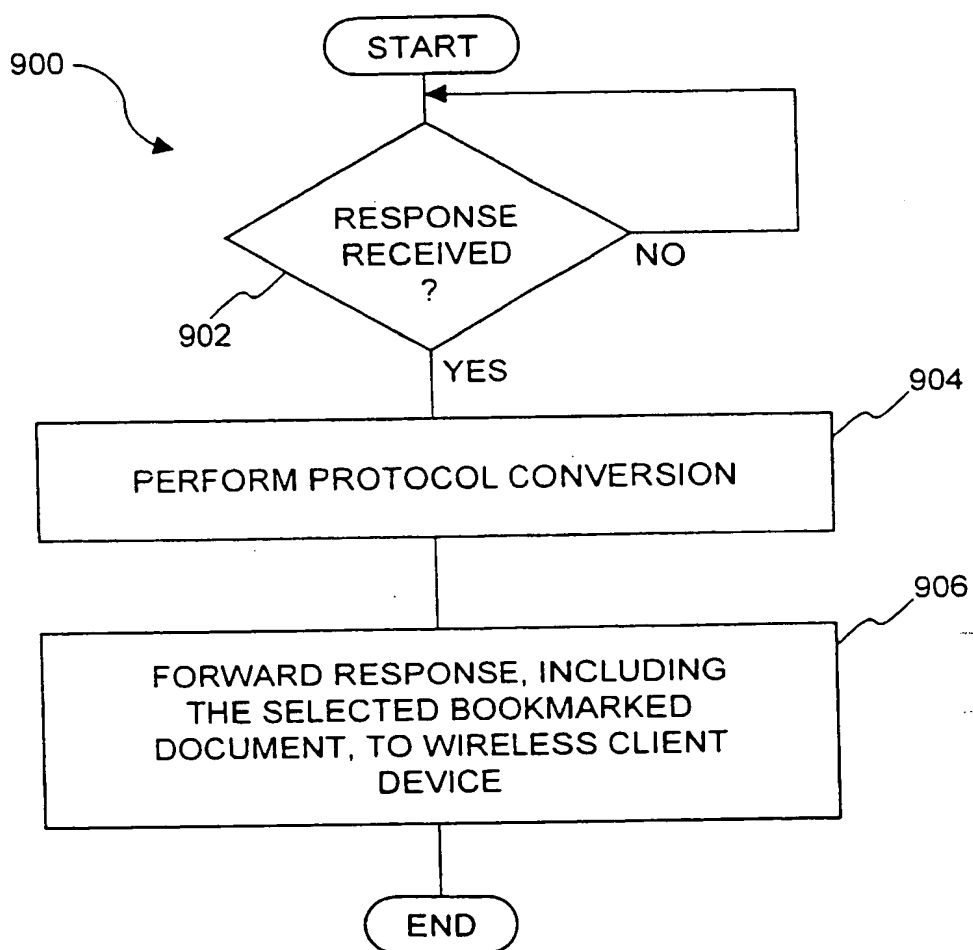 START
900
RESPONSE
RECEIVED
?
NO
902
YES
904
PERFORM PROTOCOL CONVERSION
906
FORWARD RESPONSE, INCLUDING
THE SELECTED BOOKMARKED
DOCUMENT, TO WIRELESS CLIENT
DEVICE
END